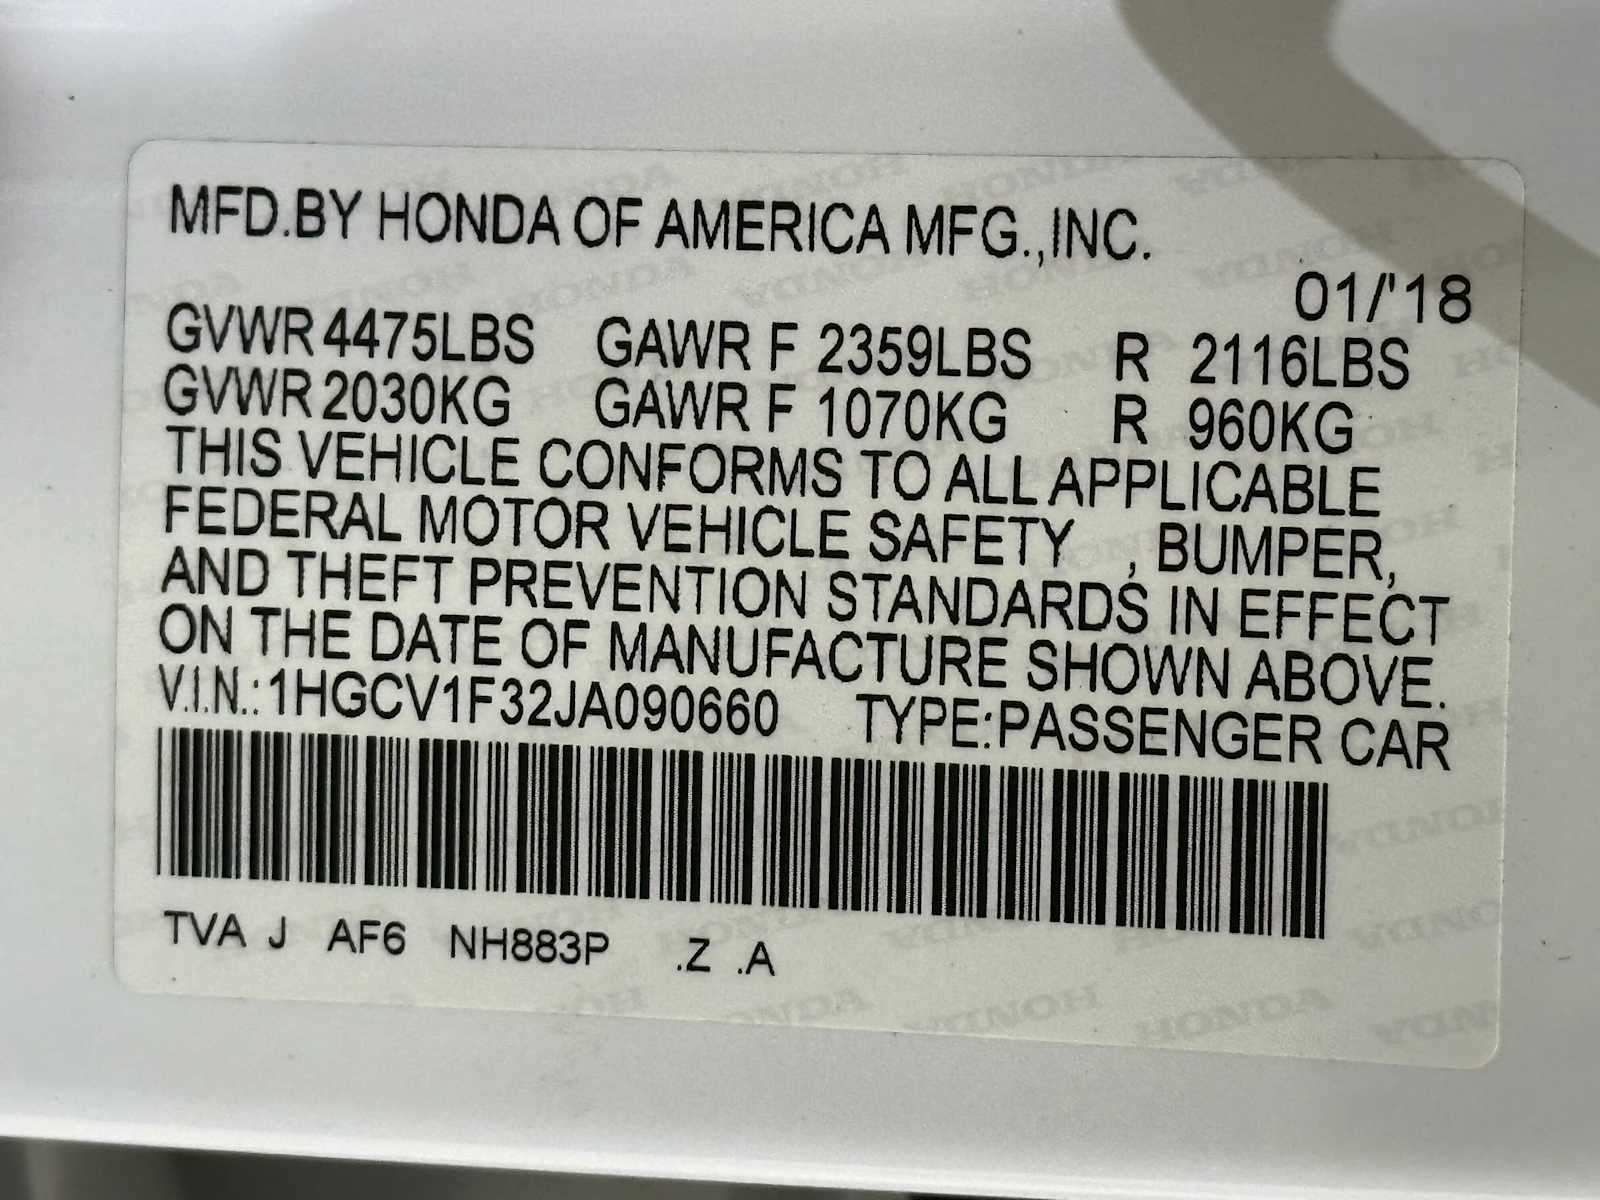 MFD.BY HONDA OF AMERICA MFG.,INC.
01/'18
GVWR 4475LBS GAWR F 2359LBS R 2116LBS
GVWR 2030KG GAWR F 1070KG R 960KG
THIS VEHICLE CONFORMS TO ALL APPLICABLE
FEDERAL MOTOR VEHICLE SAFETY , BUMPER,
AND THEFT PREVENTION STANDARDS IN EFFECT
ON THE DATE OF MANUFACTURE SHOWN ABOVE.
V.I.N.: 1HGCV1F32JA090660 TYPE:PASSENGER CAR
TVA J AF6 NH883P .Z .A